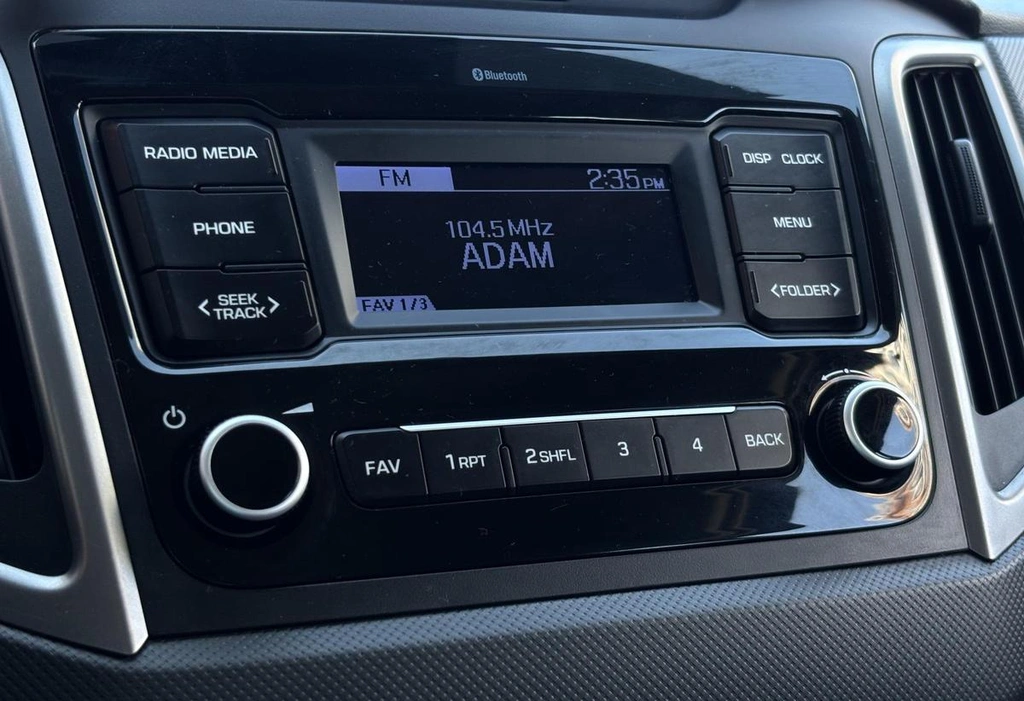 Bluetooth
RADIO MEDIA
PHONE
< SEEK >
TRACK
FM 2:35 PM
104.5 MHz
ADAM
FAV 1/3
DISP CLOCK
MENU
<FOLDER>
FAV
1 RPT
2 SHFL
3
4
BACK